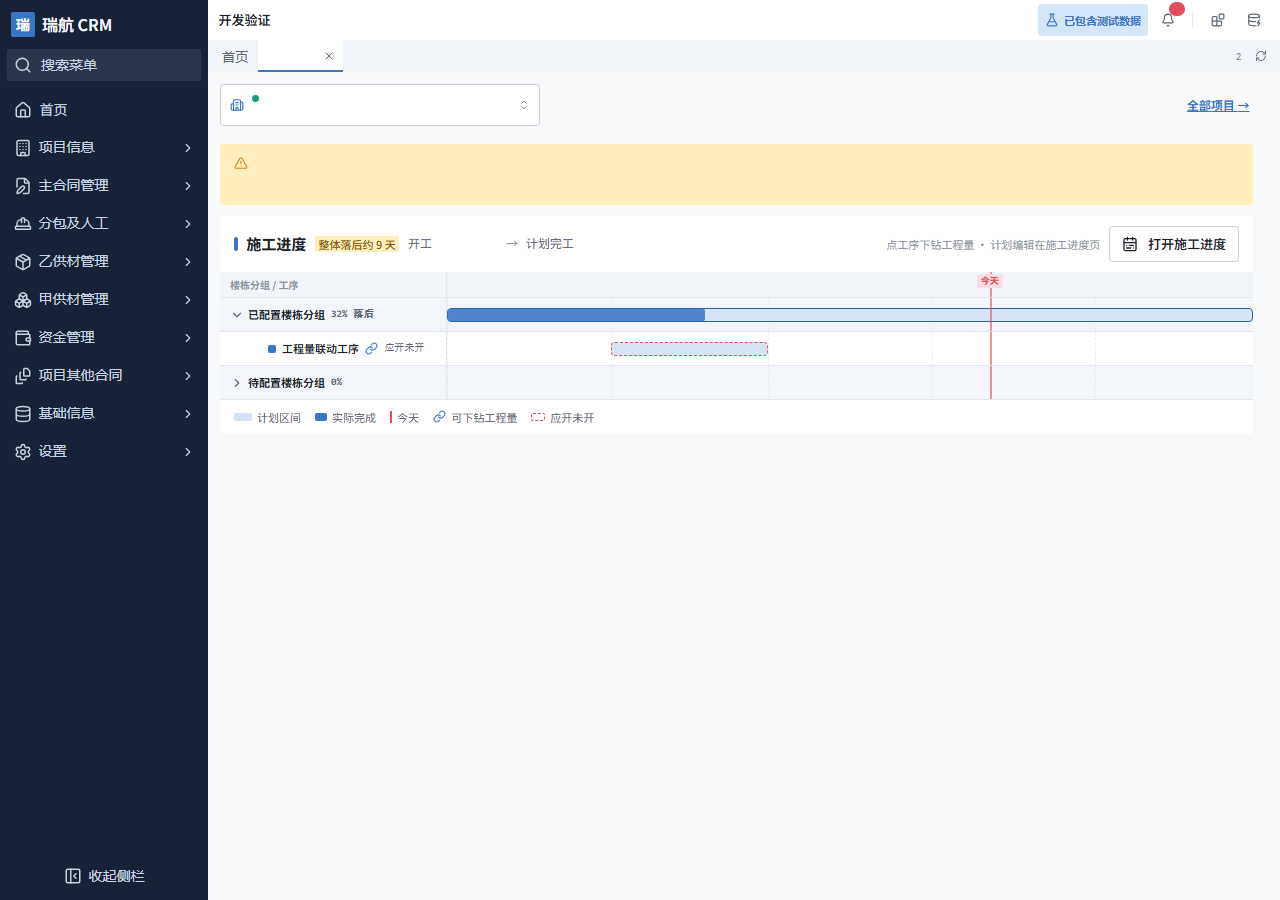 瑞 瑞航 CRM
搜索菜单
首页
项目信息
主合同管理
分包及人工
乙供材管理
甲供材管理
资金管理
项目其他合同
基础信息
设置
收起侧栏
开发验证
已包含测试数据
首页
2
全部项目 →
施工进度 整体落后约 9 天 开工 → 计划完工
点工序下钻工程量 · 计划编辑在施工进度页 打开施工进度
楼栋分组 / 工序
今天
已配置楼栋分组 32% 落后
工程量联动工序 应开未开
待配置楼栋分组 0%
计划区间 实际完成 今天 可下钻工程量 应开未开